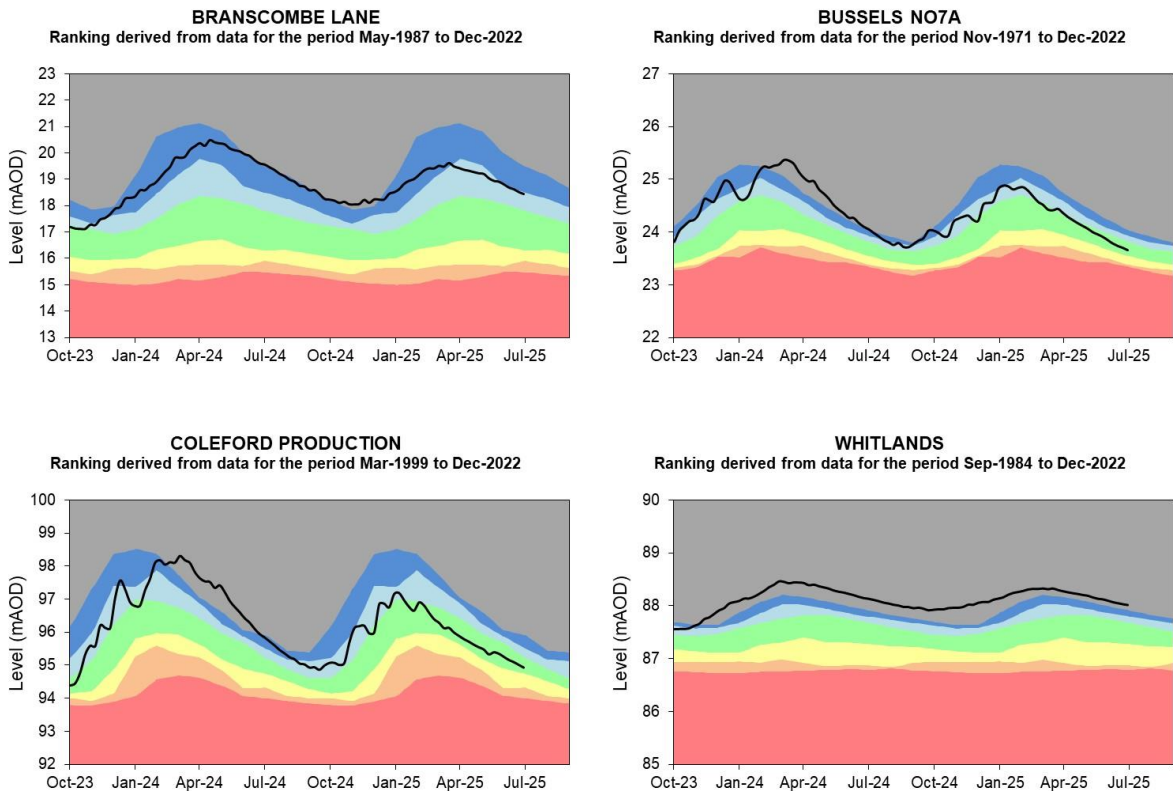 BRANSCOMBE LANE
Ranking derived from data for the period May-1987 to Dec-2022
Level (mAOD)
23
22
21
20
19
18
17
16
15
14
13
Oct-23 Jan-24 Apr-24 Jul-24 Oct-24 Jan-25 Apr-25 Jul-25
BUSSELS NO7A
Ranking derived from data for the period Nov-1971 to Dec-2022
Level (mAOD)
27
26
25
24
23
22
Oct-23 Jan-24 Apr-24 Jul-24 Oct-24 Jan-25 Apr-25 Jul-25
COLEFORD PRODUCTION
Ranking derived from data for the period Mar-1999 to Dec-2022
Level (mAOD)
100
99
98
97
96
95
94
93
92
Oct-23 Jan-24 Apr-24 Jul-24 Oct-24 Jan-25 Apr-25 Jul-25
WHITLANDS
Ranking derived from data for the period Sep-1984 to Dec-2022
Level (mAOD)
90
89
88
87
86
85
Oct-23 Jan-24 Apr-24 Jul-24 Oct-24 Jan-25 Apr-25 Jul-25